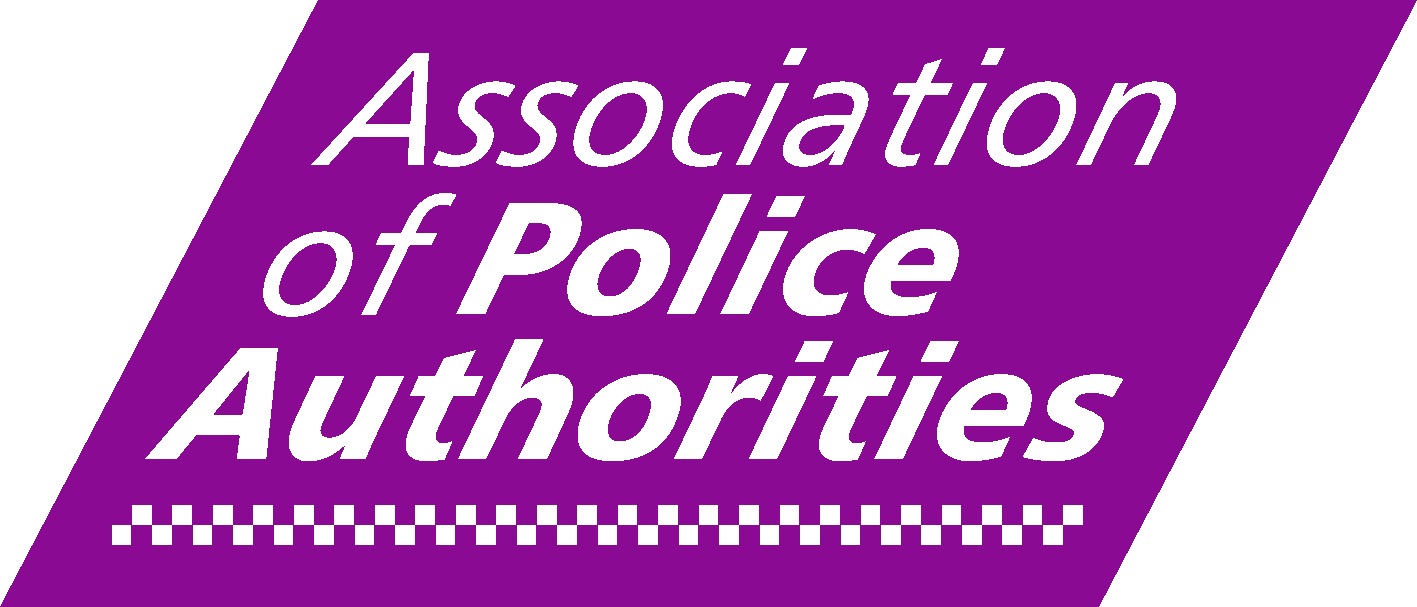 Association
of Police
Authorities